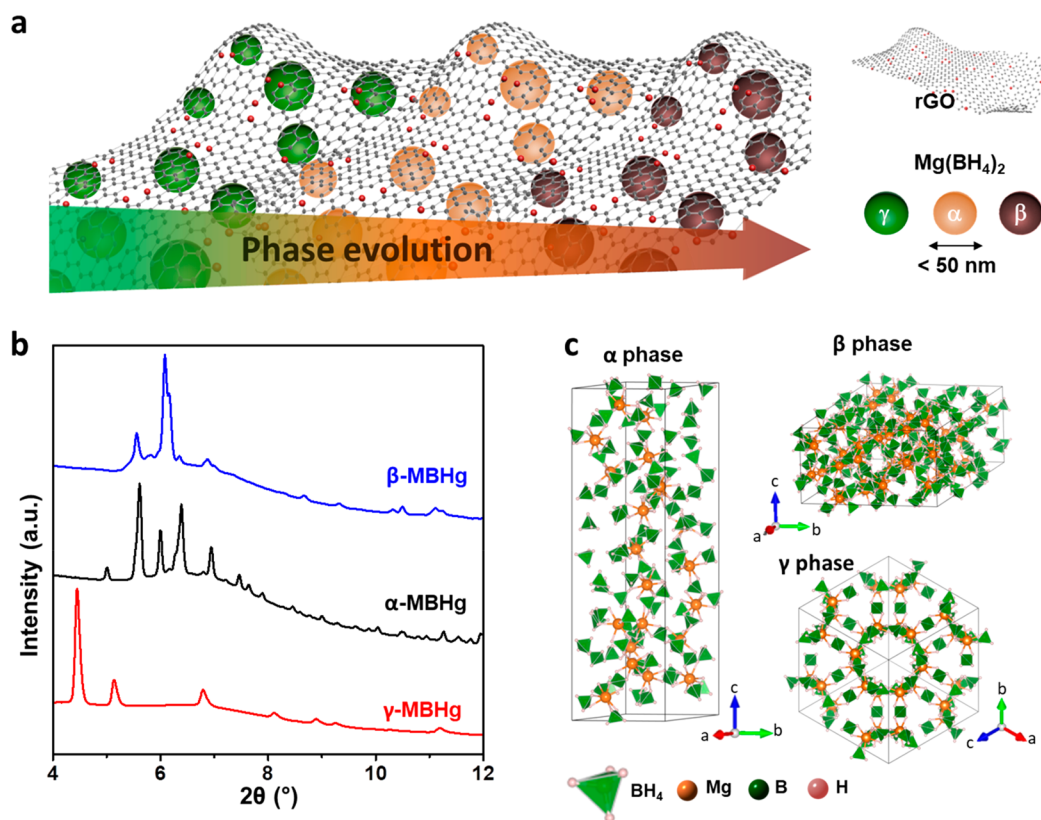 a
rGO
Mg(BH4)2
γ
α
β
Phase evolution
< 50 nm
b
Intensity (a.u.)
β-MBHg
α-MBHg
γ-MBHg
4
6
8
10
12
2θ (°)
c
α phase
β phase
c
a
b
γ phase
c
a
b
b
c
a
BH4
Mg
B
H